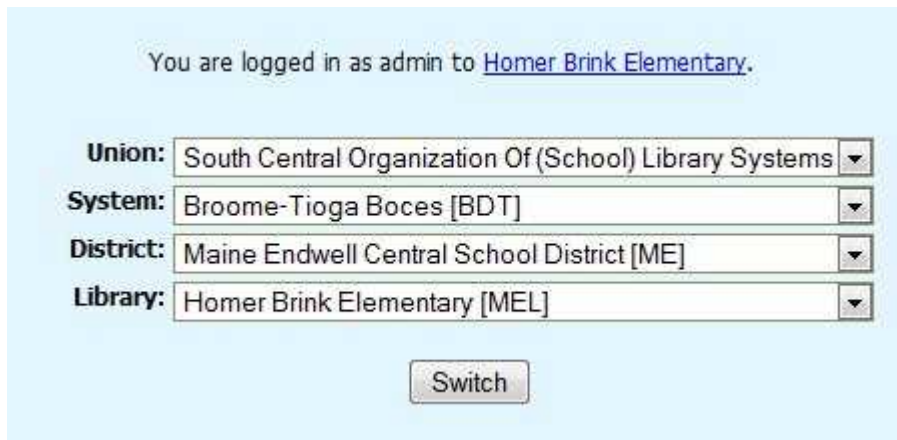 You are logged in as admin to Homer Brink Elementary.
Union: South Central Organization Of (School) Library Systems
System: Broome-Tioga Boces [BDT]
District: Maine Endwell Central School District [ME]
Library: Homer Brink Elementary [MEL]
Switch